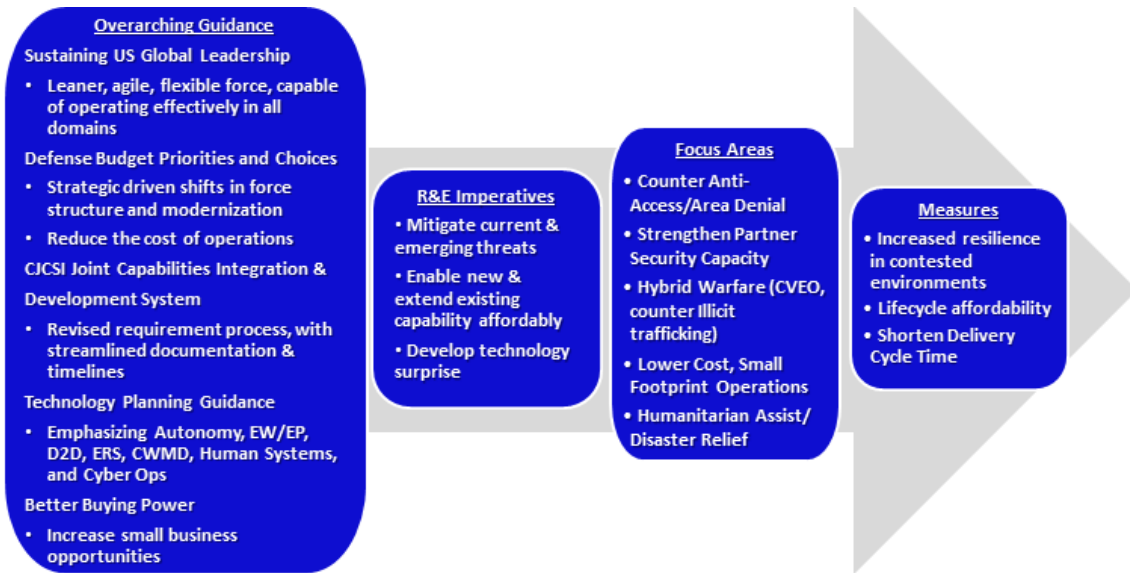 Overarching Guidance
Sustaining US Global Leadership
• Leaner, agile, flexible force, capable
of operating effectively in all
domains
Defense Budget Priorities and Choices
• Strategic driven shifts in force
structure and modernization
• Reduce the cost of operations
CJCSI Joint Capabilities Integration &
Development System
• Revised requirement process, with
streamlined documentation &
timelines
Technology Planning Guidance
• Emphasizing Autonomy, EW/EP,
D2D, ERS, CWMD, Human Systems,
and Cyber Ops
Better Buying Power
• Increase small business
opportunities
R&E Imperatives
• Mitigate current &
emerging threats
• Enable new &
extend existing
capability affordably
• Develop technology
surprise
Focus Areas
• Counter Anti-
Access/Area Denial
• Strengthen Partner
Security Capacity
• Hybrid Warfare (CVEO,
counter Illicit
trafficking)
• Lower Cost, Small
Footprint Operations
• Humanitarian Assist/
Disaster Relief
Measures
• Increased resilience
in contested
environments
• Lifecycle affordability
• Shorten Delivery
Cycle Time